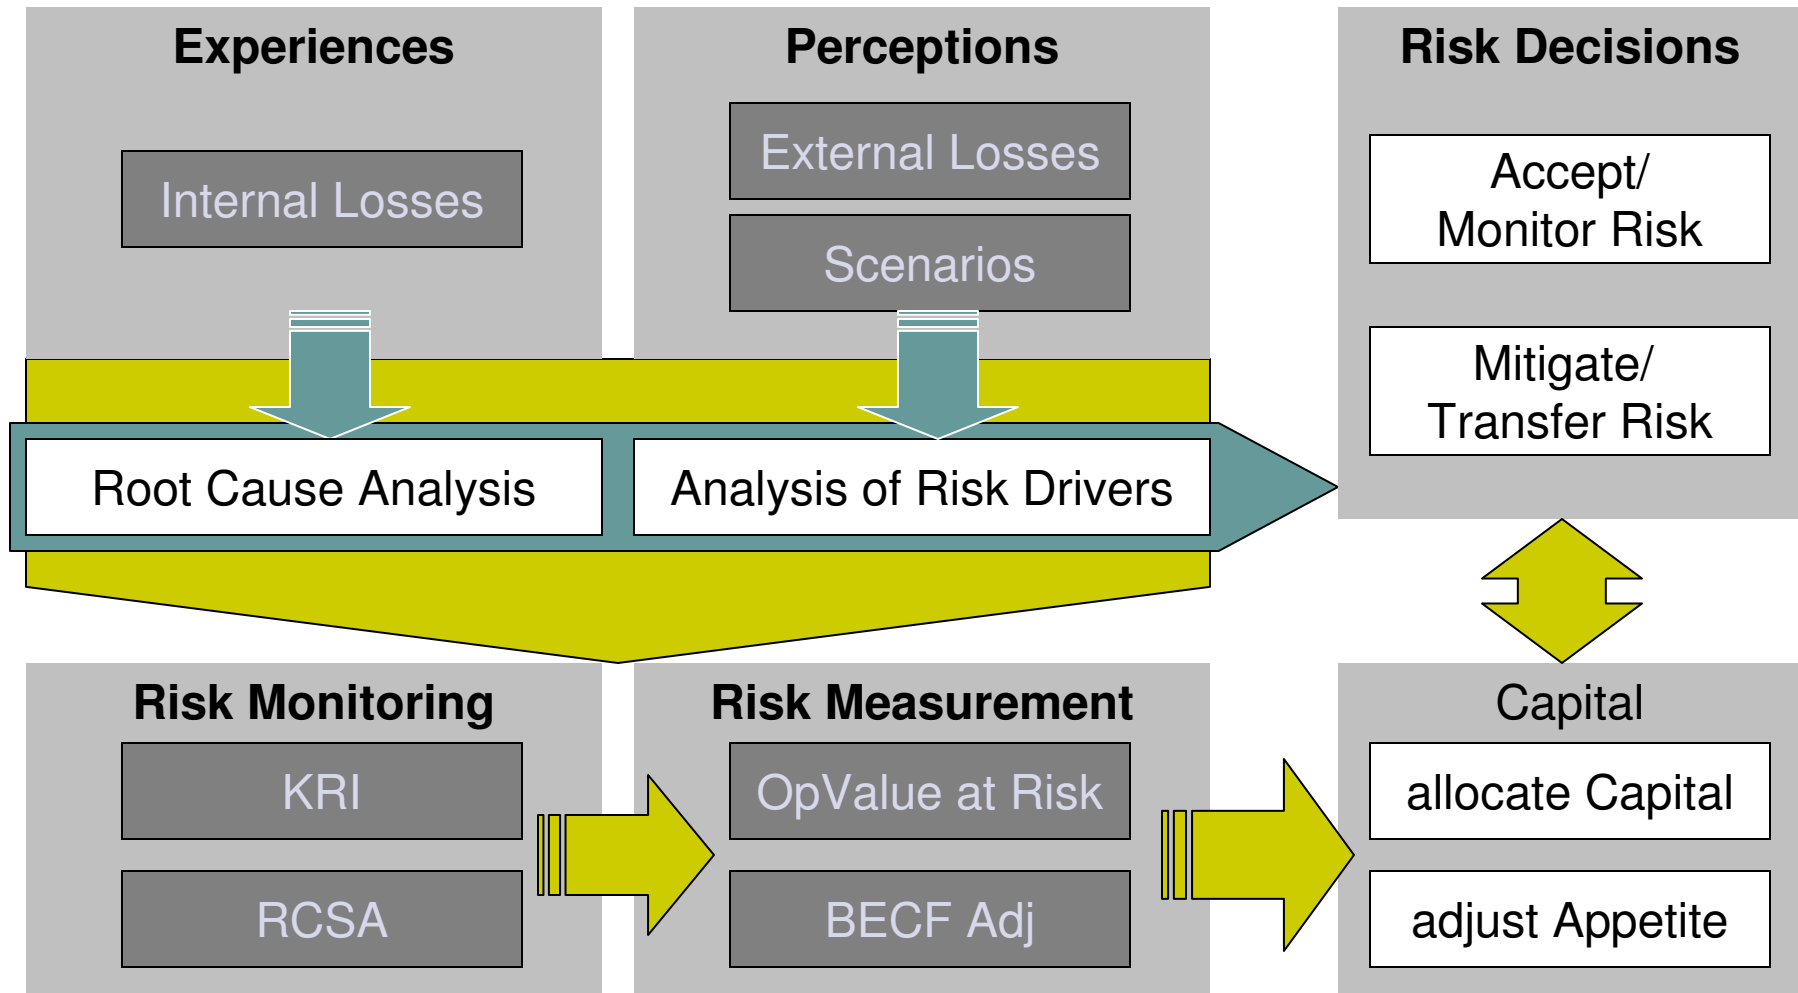 Experiences
Internal Losses
Perceptions
External Losses
Scenarios
Risk Decisions
Accept/
Monitor Risk
Mitigate/
Transfer Risk
Root Cause Analysis
Analysis of Risk Drivers
Risk Monitoring
KRI
RCSA
Risk Measurement
OpValue at Risk
BECF Adj
Capital
allocate Capital
adjust Appetite